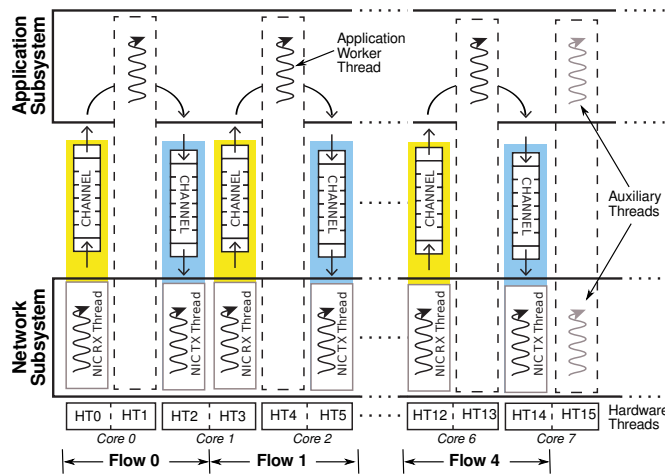 Application
Subsystem
Application
Worker
Thread
CHANNEL
CHANNEL
CHANNEL
CHANNEL
CHANNEL
CHANNEL
Auxiliary
Threads
Network
Subsystem
NIC RX Thread
NIC TX Thread
NIC RX Thread
NIC TX Thread
NIC RX Thread
NIC TX Thread
HT0 HT1 HT2 HT3 HT4 HT5 HT12 HT13 HT14 HT15
Hardware
Threads
Core 0 Core 1 Core 2 Core 6 Core 7
Flow 0 Flow 1 Flow 4